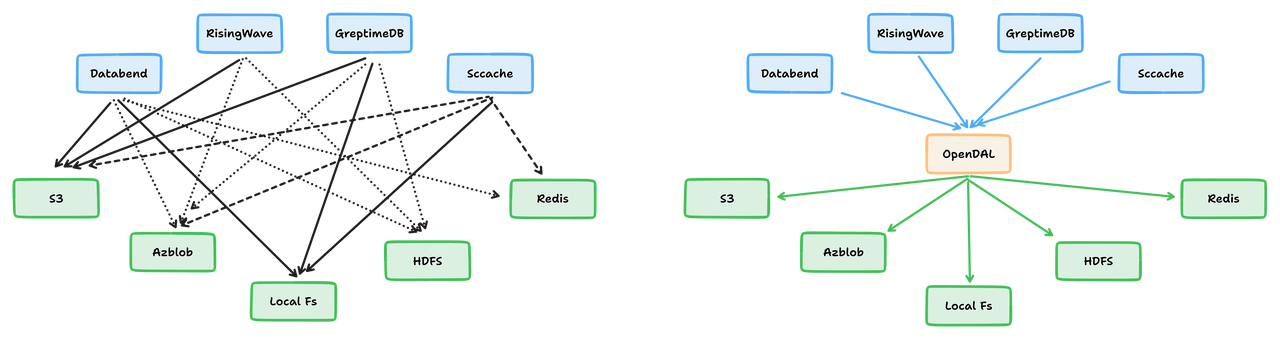 RisingWave
GreptimeDB
Databend
Sccache
S3
Redis
Azblob
HDFS
Local Fs
RisingWave
GreptimeDB
Databend
Sccache
OpenDAL
S3
Redis
Azblob
HDFS
Local Fs